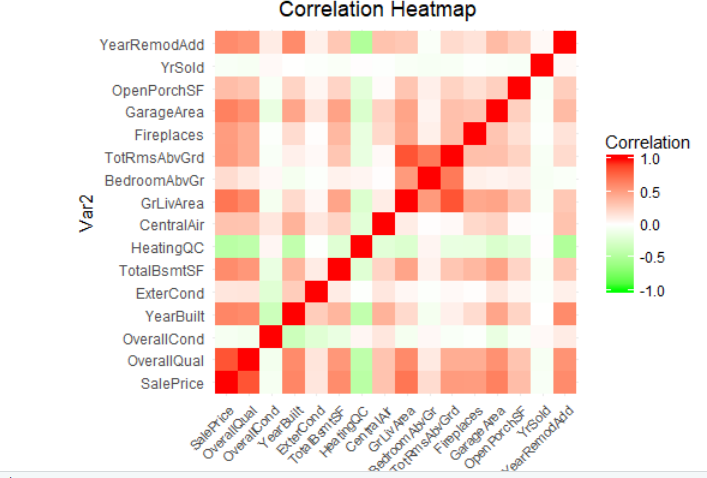 Correlation Heatmap
YearRemodAdd
YrSold
OpenPorchSF
GarageArea
Fireplaces
TotRmsAbvGrd
BedroomAbvGr
GrLivArea
CentralAir
HeatingQC
TotalBsmtSF
ExterCond
YearBuilt
OverallCond
OverallQual
SalePrice
Var2
SalePrice
OverallQual
OverallCond
YearBuilt
ExterCond
TotalBsmtSF
HeatingQC
CentralAir
GrLivArea
BedroomAbvGr
TotRmsAbvGrd
Fireplaces
GarageArea
OpenPorchSF
YrSold
YearRemodAdd
Correlation
1.0
0.5
0.0
-0.5
-1.0